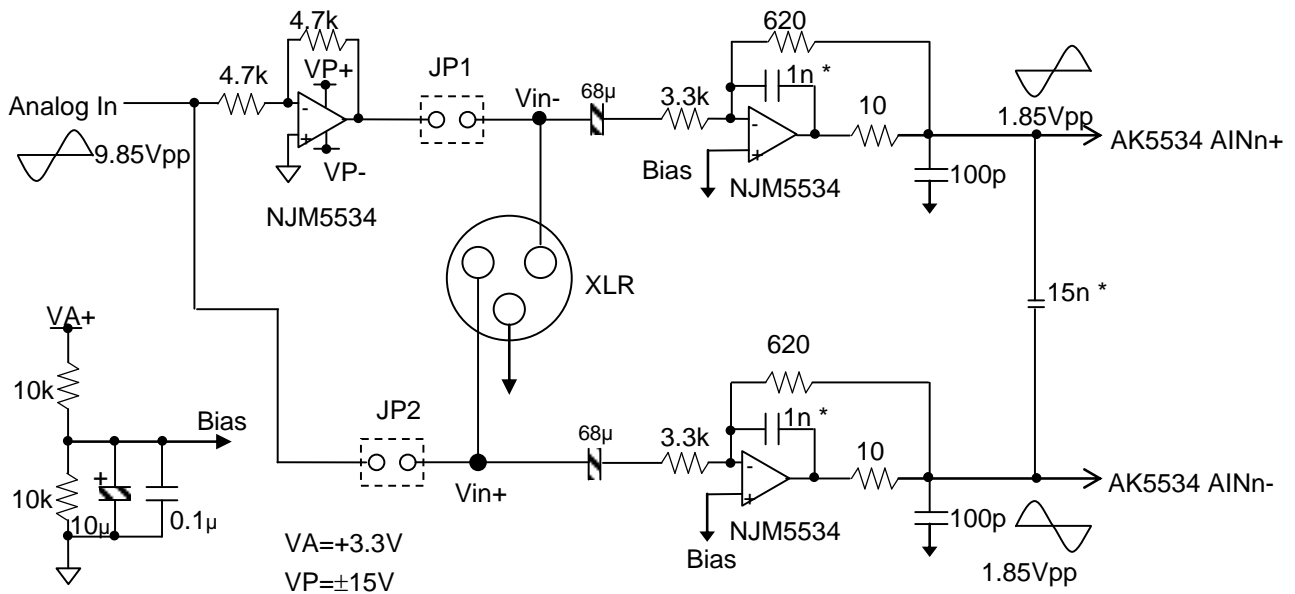 4.7k
VP+
4.7k
JP1
Analog In
9.85Vpp
VP-
NJM5534
Vin-
68µ
3.3k
620
1n *
10
Bias
NJM5534
100p
1.85Vpp
AK5534 AINn+
XLR
15n *
VA+
10k
Bias
10k
10µ
0.1µ
JP2
Vin+
68µ
3.3k
620
1n *
10
Bias
NJM5534
100p
AK5534 AINn-
1.85Vpp
VA=+3.3V
VP=±15V